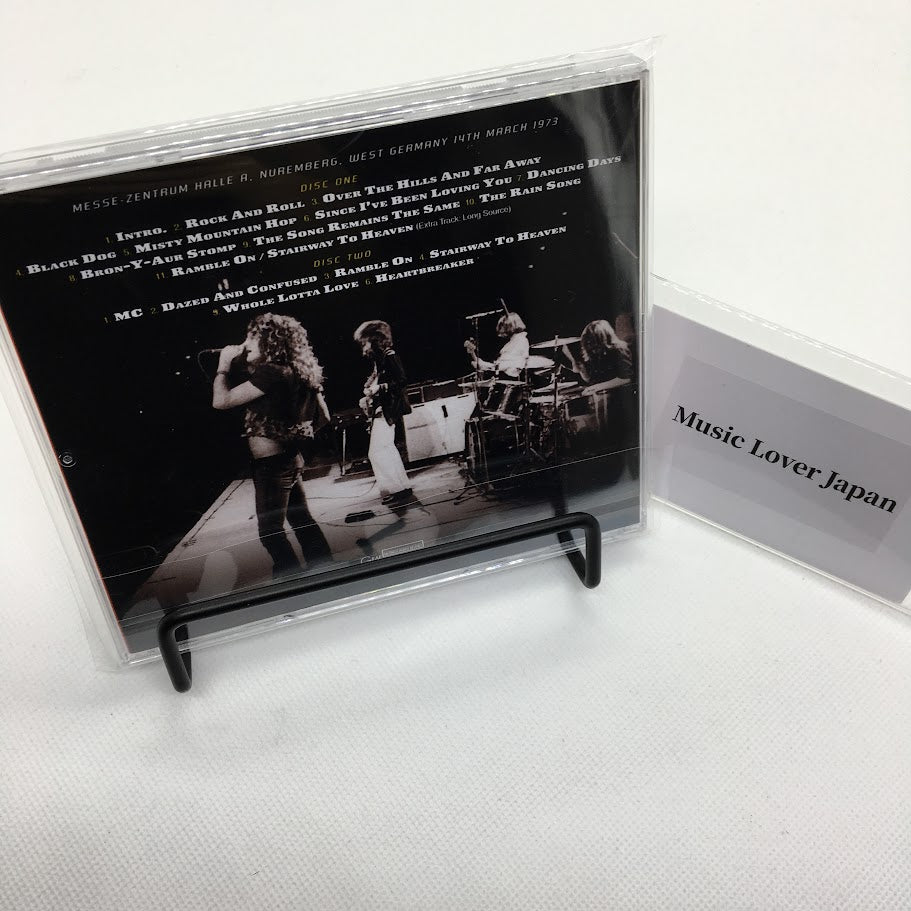 MESSE-ZENTRUM HALLE A, NUREMBERG, WEST GERMANY 14TH MARCH 1973
DISC ONE
1. INTRO. 2. ROCK AND ROLL 3. OVER THE HILLS AND FAR AWAY
4. BLACK DOG 5. MISTY MOUNTAIN HOP 6. SINCE I'VE BEEN LOVING YOU 7. DANCING DAYS
8. BRON-Y-AUR STOMP 9. THE SONG REMAINS THE SAME 10. THE RAIN SONG
11. RAMBLE ON / STAIRWAY TO HEAVEN (Extra Track: Long Source)
DISC TWO
1. MC 2. DAZED AND CONFUSED 3. RAMBLE ON 4. STAIRWAY TO HEAVEN
5. WHOLE LOTTA LOVE 6. HEARTBREAKER
Music Lover Japan